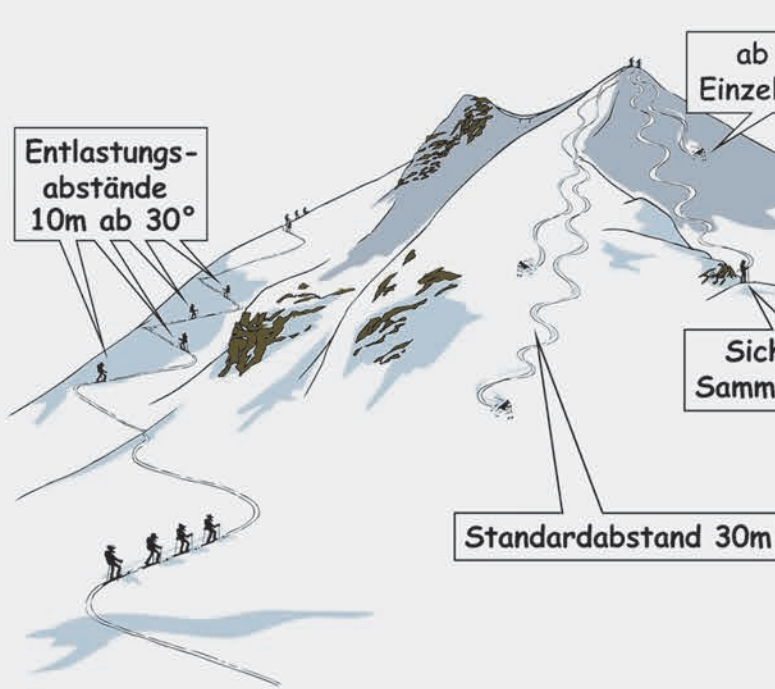 Entlastungs-
abstände
10m ab 30°
ab
Einzel
Sich
Samm
Standardabstand 30m